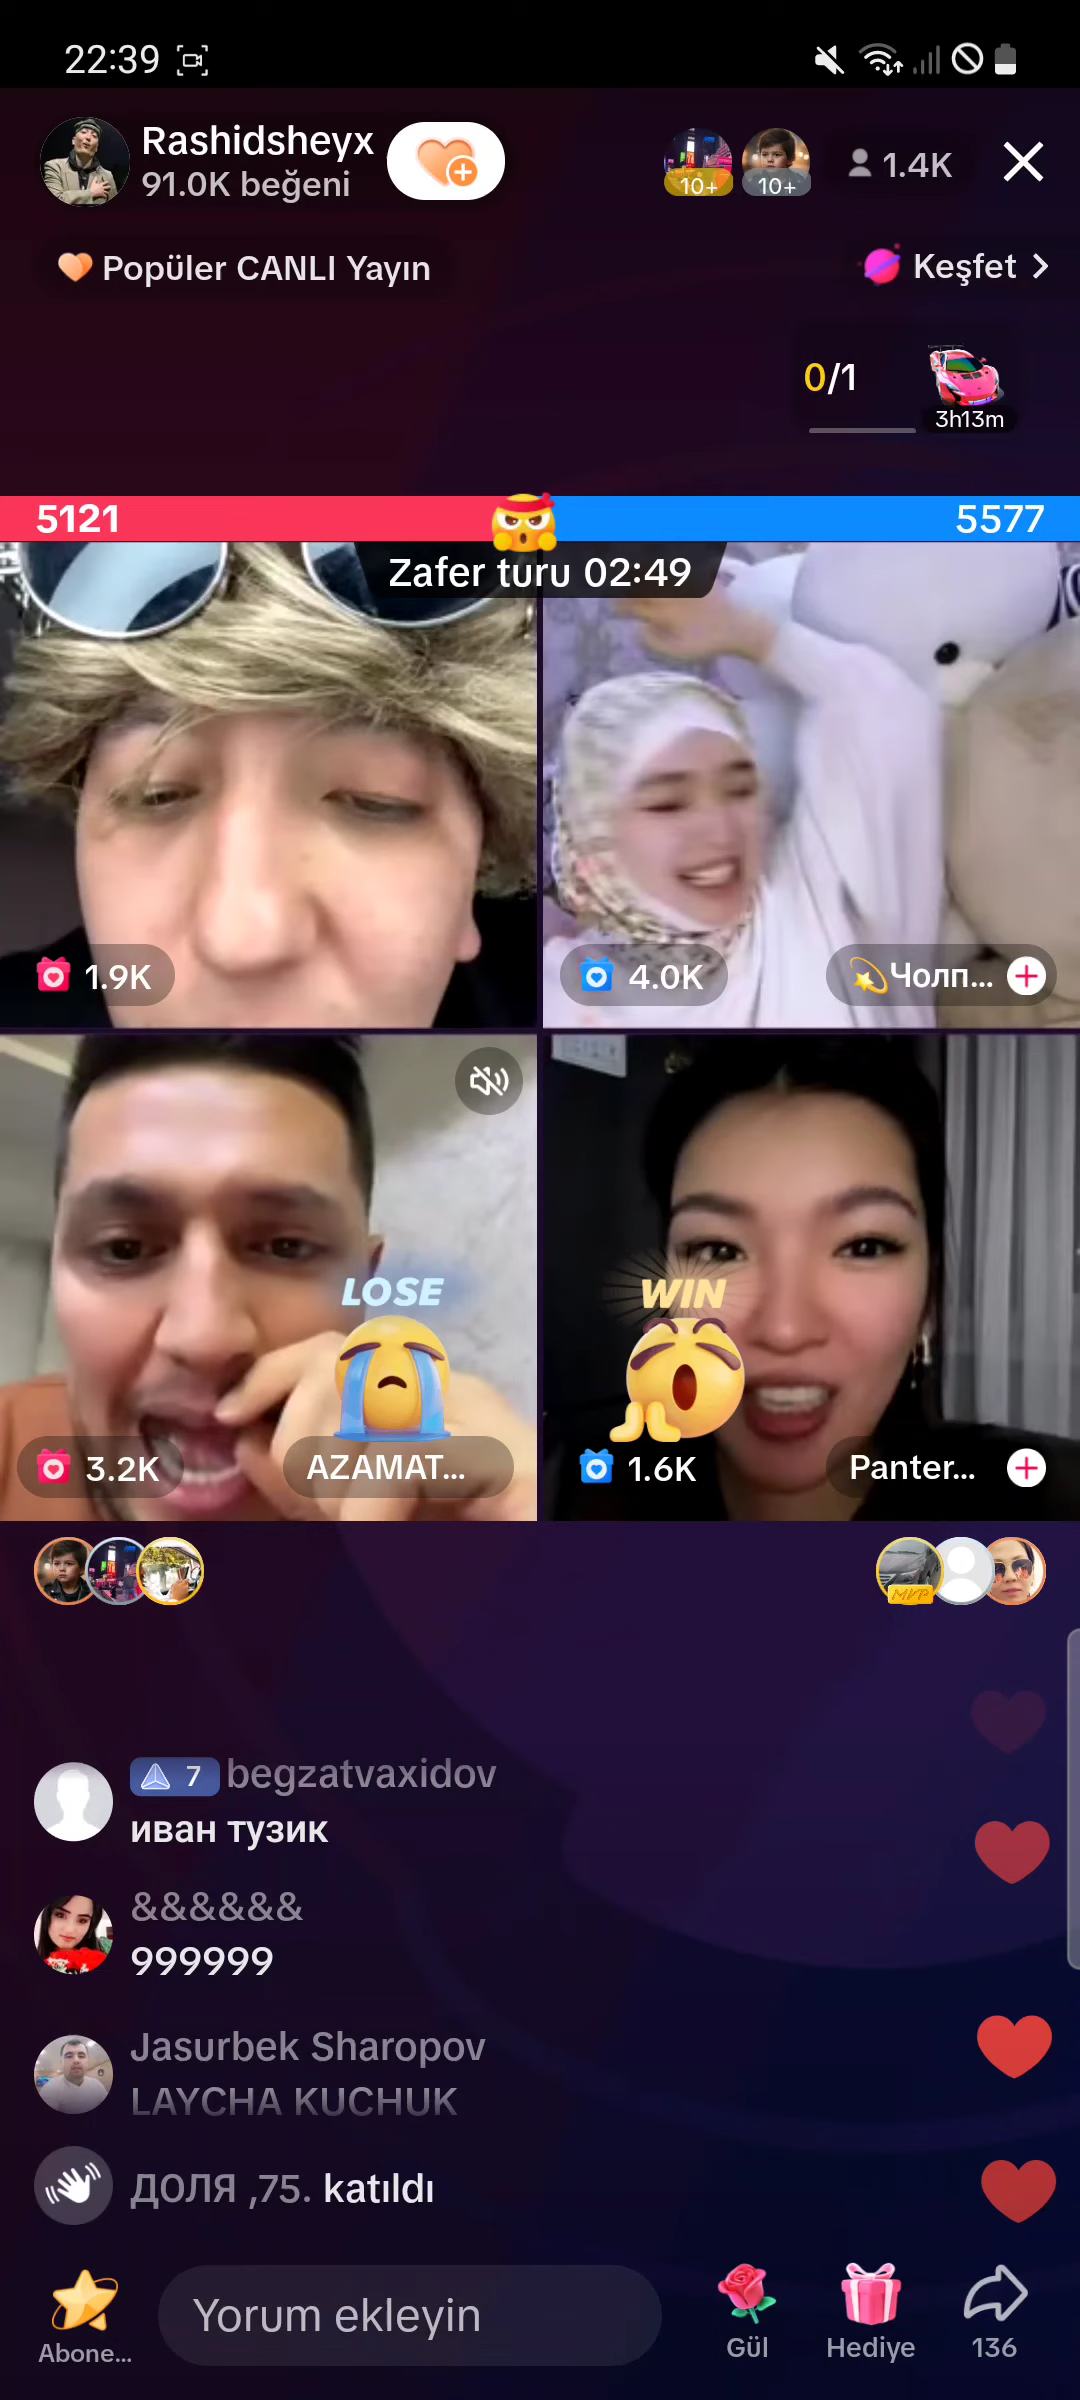 22:39
Rashidsheyx
91.0K beğeni
10+
10+
1.4K
Popüler CANLI Yayın
Keşfet
0/1
3h13m
5121
5577
Zafer turu 02:49
1.9K
4.0K
Чолп...
LOSE
WIN
3.2K
AZAMAT...
1.6K
Panter...
MVP
7 begzatvaxidov
иван тузик
&&&&&&
999999
Jasurbek Sharopov
LAYCHA KUCHUK
ДОЛЯ ,75. katıldı
Yorum ekleyin
Abone...
Gül
Hediye
136